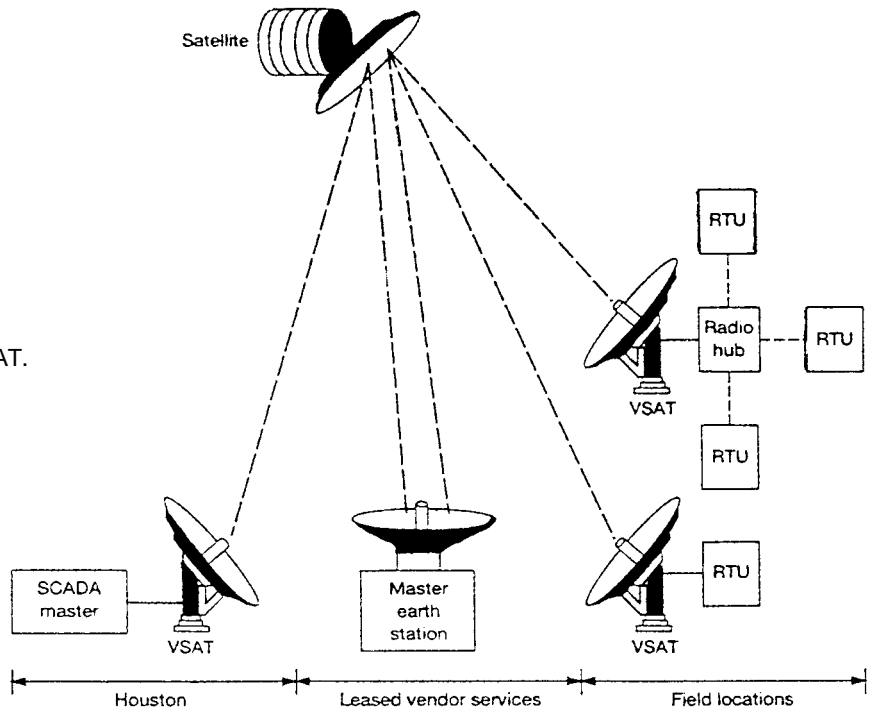 Satellite
RTU
Radio
hub
RTU
VSAT
RTU
AT.
SCADA
master
VSAT
Master
earth
station
RTU
VSAT
Houston
Leased vendor services
Field locations